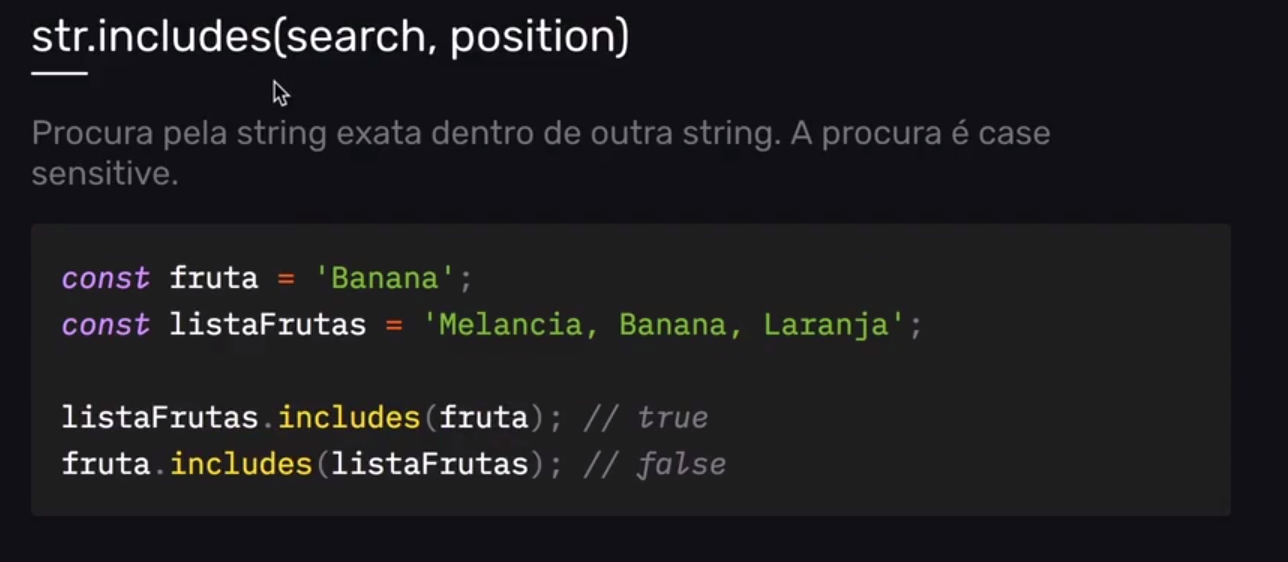 str.includes(search, position)
Procura pela string exata dentro de outra string. A procura é case
sensitive.
const fruta = 'Banana';
const listaFrutas = 'Melancia, Banana, Laranja';
listaFrutas.includes(fruta); // true
fruta.includes(listaFrutas); // false